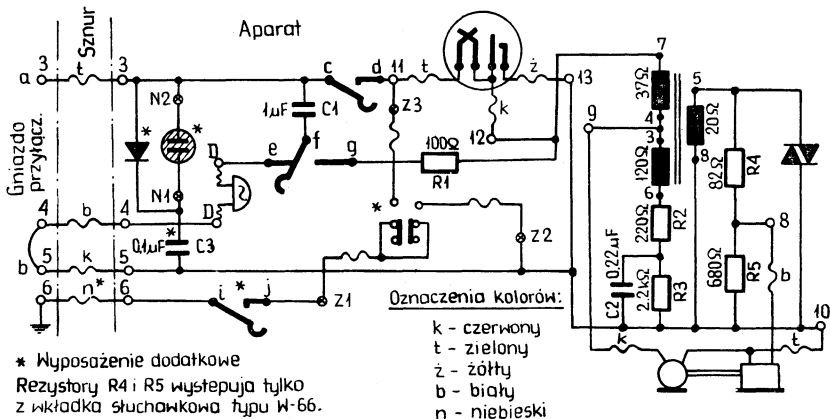 Aparat
Sznur
Gniazdo
przyłącz.
a 3 t 3
c d 11 t ż 13
N2
1µF C1
Z3
k
12
e f g
100Ω
R1
N1
D
D
4 b 4
0,1µF C3
b 5 k 5
6 n* 6
i j
Z1
Z2
7
37Ω
4
3
120Ω
6
220Ω R2
2.2kΩ R3
C2 0.22µF
9
5
20Ω
8
82Ω R4
8
680Ω R5
b
10
k
t
Oznaczenia kolorów:
k - czerwony
t - zielony
ż - żółty
b - biały
n - niebieski
* Wyposażenie dodatkowe
Rezystory R4 i R5 występują tylko
z wkładką słuchawkową typu W-66.